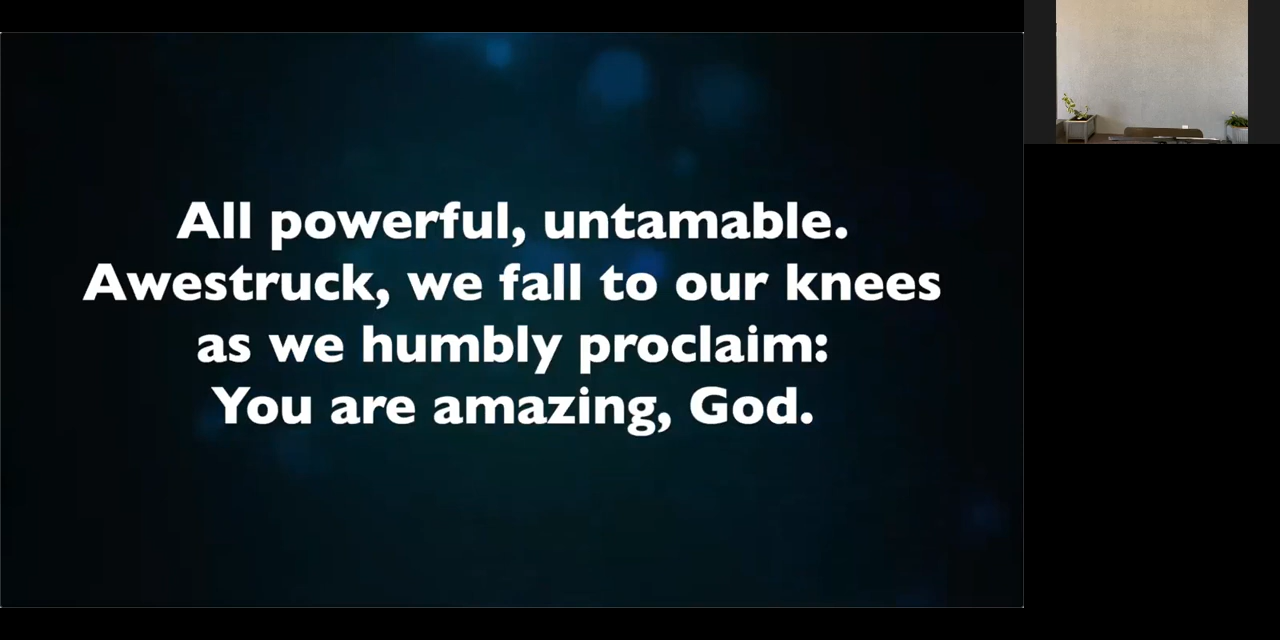 All powerful, untamable.
Awestruck, we fall to our knees
as we humbly proclaim:
You are amazing, God.